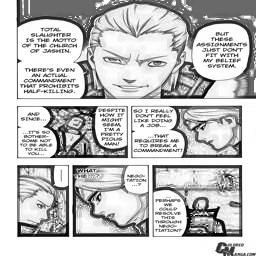 TOTAL
SLAUGHTER
IS THE MOTTO
OF THE CHURCH
OF JASHIN.
THERE'S EVEN
AN ACTUAL
COMMANDMENT
THAT PROHIBITS
HALF-KILLING.
BUT
THESE
ASSIGNMENTS
JUST DON'T
FIT WITH
MY BELIEF
SYSTEM.
AND
SINCE...
...IT'S SO
BOTHER-
SOME NOT
TO BE ABLE
TO KILL
YOU...
DESPITE
HOW IT
MIGHT
SEEM,
I'M A
PRETTY
PIOUS
MAN!
SO I REALLY
DON'T FEEL
LIKE DOING
A JOB...
THAT
REQUIRES ME
TO BREAK A
COMMANDMENT!
WHAT
NEGO-
TIATION
...?
PERHAPS
WE COULD
RESOLVE
THIS
THROUGH
NEGO-
TIATION?
COLORED
MANGA.COM